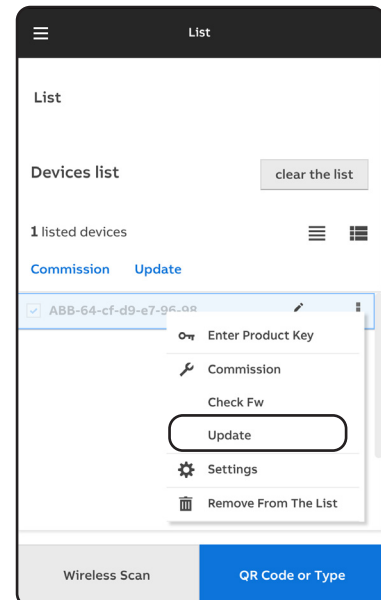 List
List
Devices list
clear the list
1 listed devices
Commission Update
ABB-64-cf-d9-e7-96-98
Enter Product Key
Commission
Check Fw
Update
Settings
Remove From The List
Wireless Scan
QR Code or Type